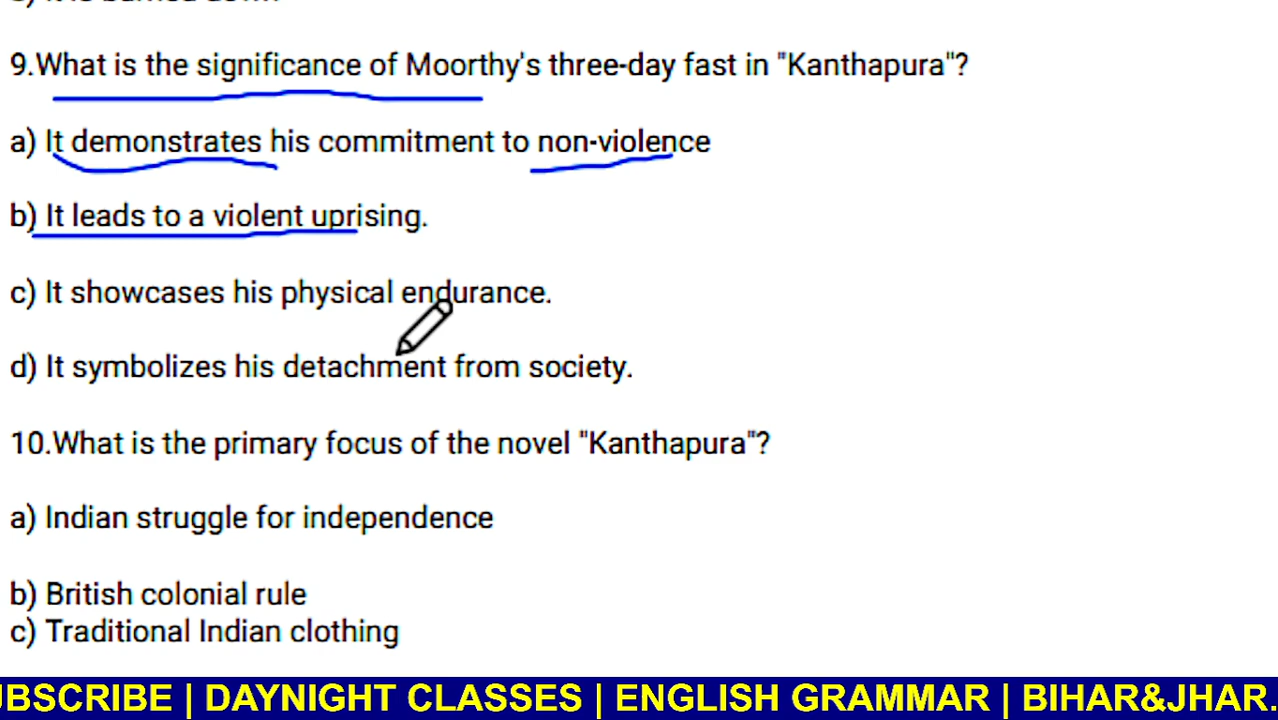 9.What is the significance of Moorthy's three-day fast in "Kanthapura"?
a) It demonstrates his commitment to non-violence
b) It leads to a violent uprising.
c) It showcases his physical endurance.
d) It symbolizes his detachment from society.
10.What is the primary focus of the novel "Kanthapura"?
a) Indian struggle for independence
b) British colonial rule
c) Traditional Indian clothing
UBSCRIBE | DAYNIGHT CLASSES | ENGLISH GRAMMAR | BIHAR&JHAR.